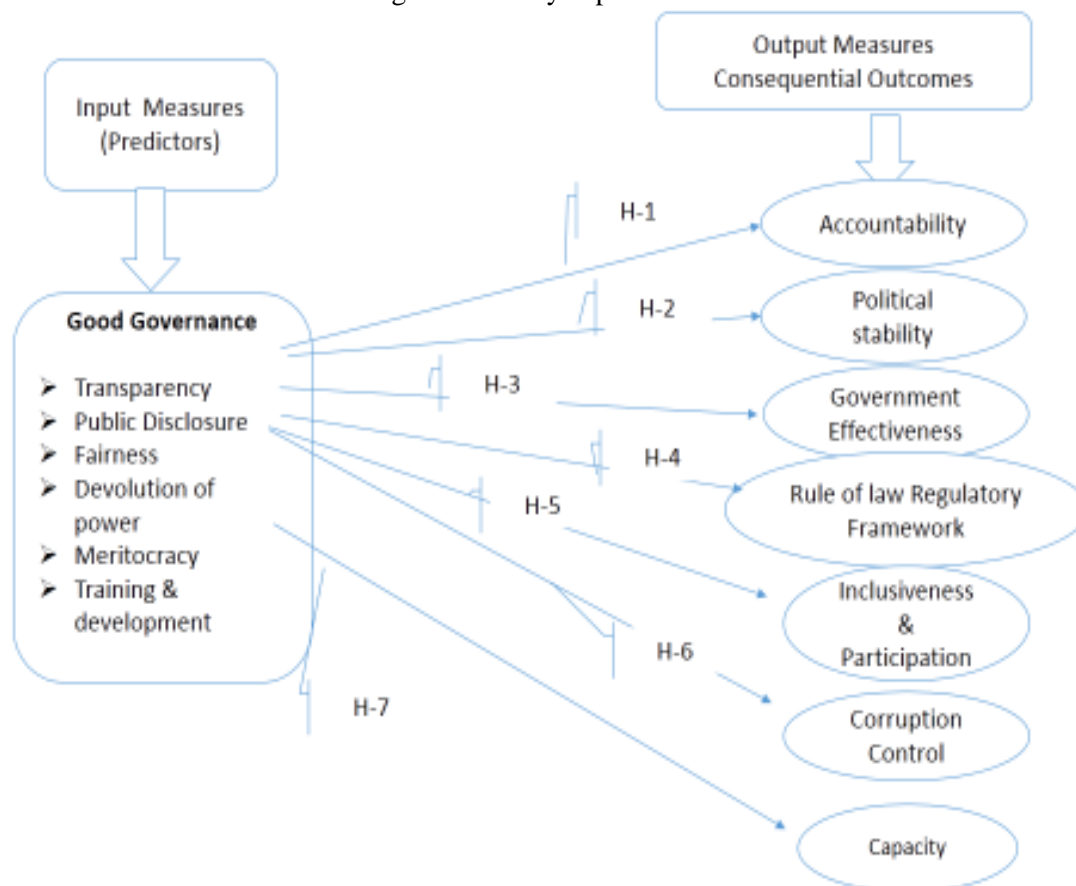 Output Measures
Consequential Outcomes
Input Measures
(Predictors)
H-1
Accountability
Good Governance
➢ Transparency
➢ Public Disclosure
➢ Fairness
➢ Devolution of
power
➢ Meritocracy
➢ Training &
development
H-2
Political
stability
H-3
Government
Effectiveness
H-4
Rule of law Regulatory
Framework
H-5
Inclusiveness
&
Participation
H-6
H-7
Corruption
Control
Capacity